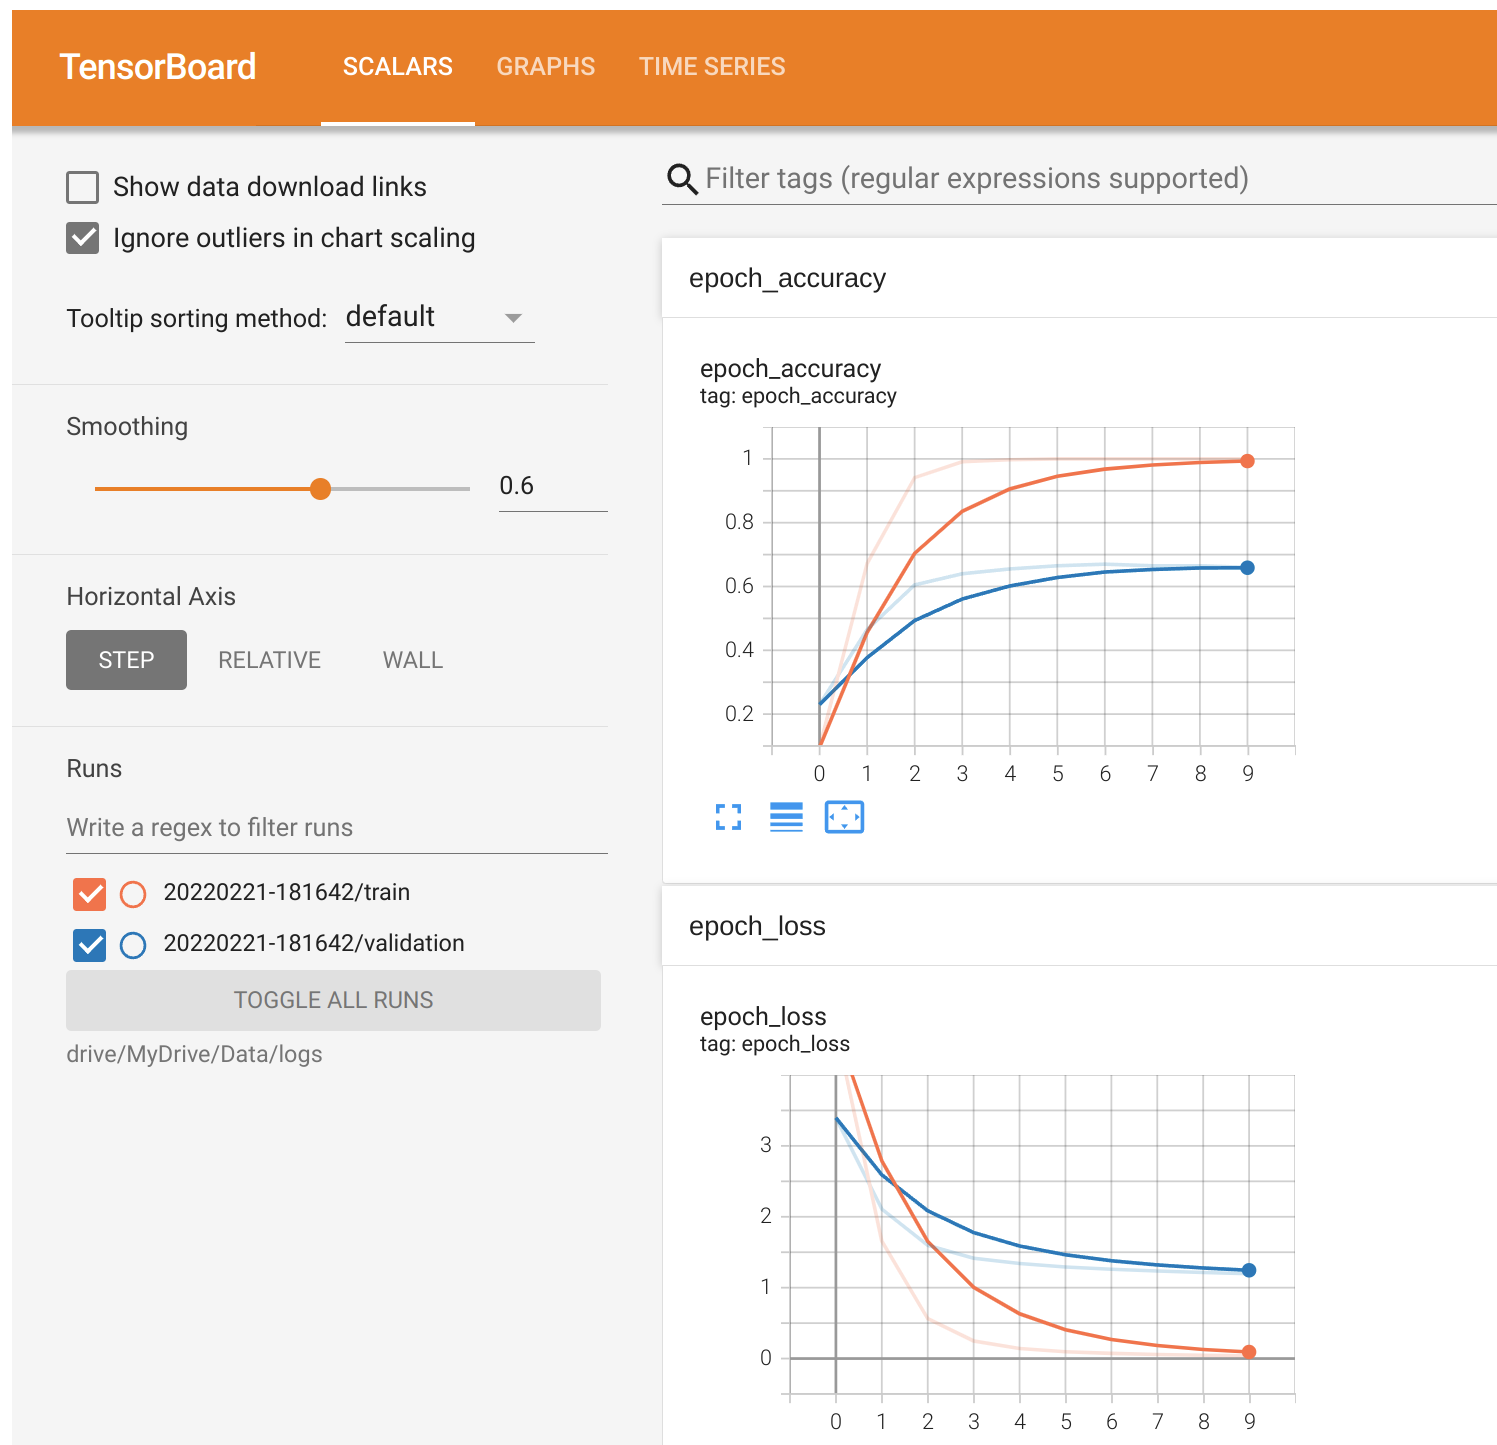 TensorBoard SCALARS GRAPHS TIME SERIES
Show data download links
Ignore outliers in chart scaling
Tooltip sorting method: default
Smoothing
0.6
Horizontal Axis
STEP RELATIVE WALL
Runs
Write a regex to filter runs
20220221-181642/train
20220221-181642/validation
TOGGLE ALL RUNS
drive/MyDrive/Data/logs
Filter tags (regular expressions supported)
epoch_accuracy
epoch_accuracy
tag: epoch_accuracy
1
0.8
0.6
0.4
0.2
0 1 2 3 4 5 6 7 8 9
epoch_loss
epoch_loss
tag: epoch_loss
3
2
1
0
0 1 2 3 4 5 6 7 8 9